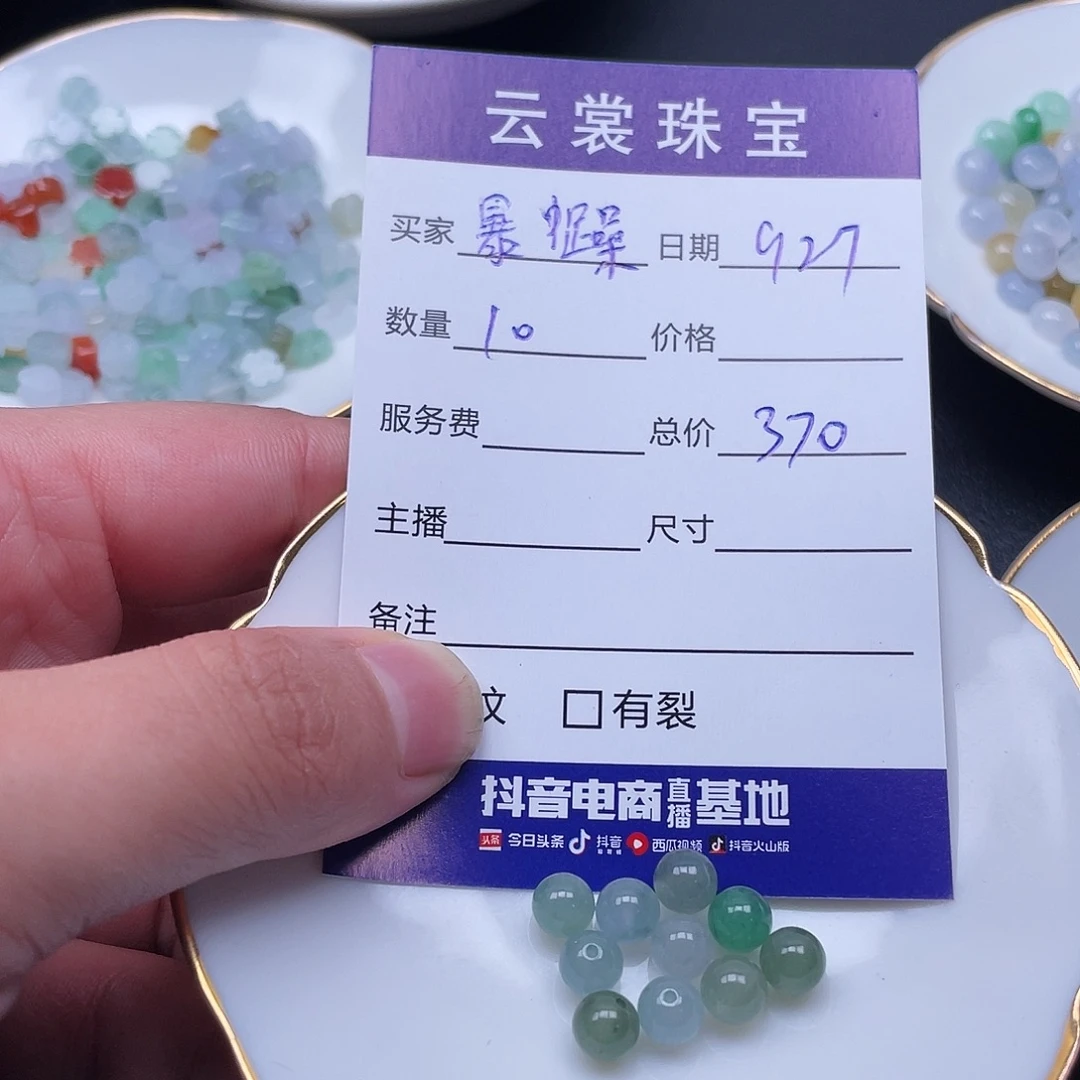 云裳珠宝
买家 暴 躁 日期 927
数量 10 价格
服务费 总价 370
主播 尺寸
备注
纹 □有裂
抖音电商直播基地
今日头条 抖音 西瓜视频 抖音火山版